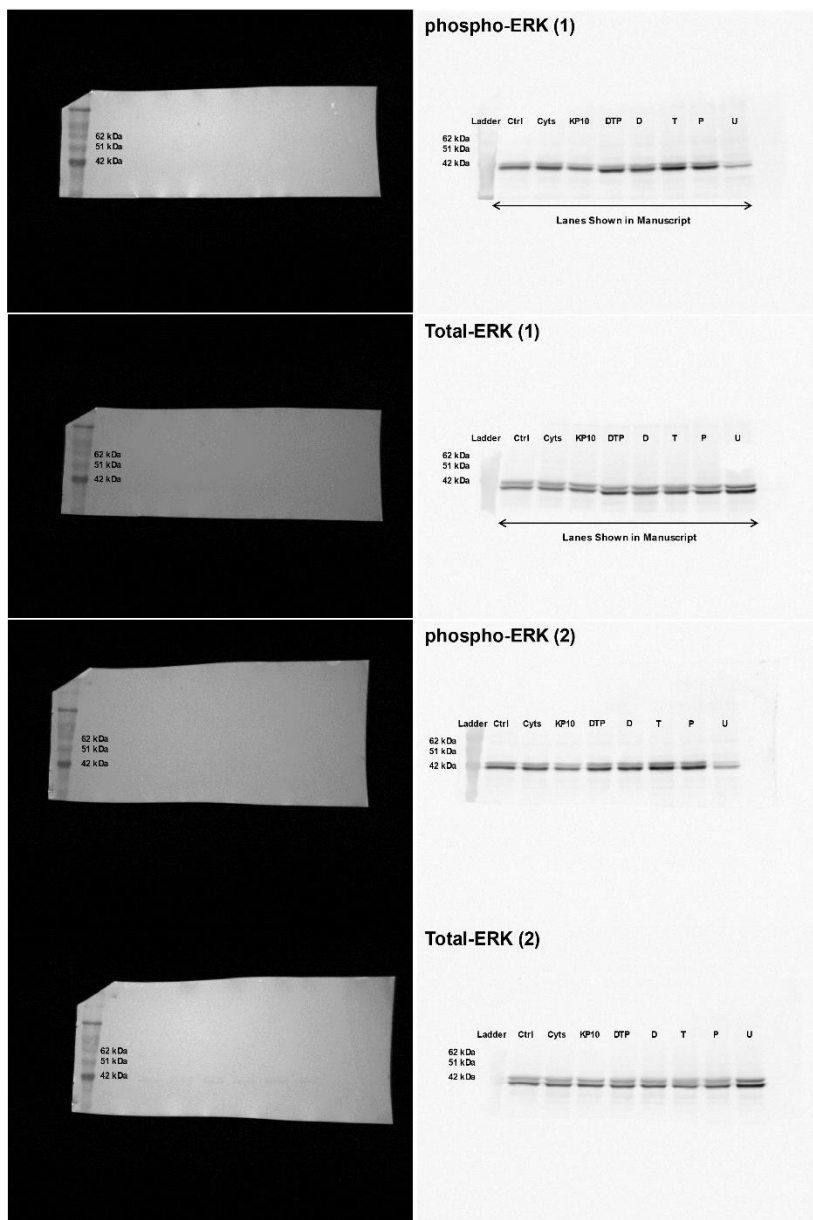 phospho-ERK (1)
Ladder Ctrl Cyts KP10 DTP D T P U
62 kDa
51 kDa
42 kDa
62 kDa
51 kDa
42 kDa
Lanes Shown in Manuscript
Total-ERK (1)
Ladder Ctrl Cyts KP10 DTP D T P U
62 kDa
51 kDa
42 kDa
62 kDa
51 kDa
42 kDa
Lanes Shown in Manuscript
phospho-ERK (2)
Ladder Ctrl Cyts KP10 DTP D T P U
62 kDa
51 kDa
42 kDa
62 kDa
51 kDa
42 kDa
Total-ERK (2)
Ladder Ctrl Cyts KP10 DTP D T P U
62 kDa
51 kDa
42 kDa
62 kDa
51 kDa
42 kDa